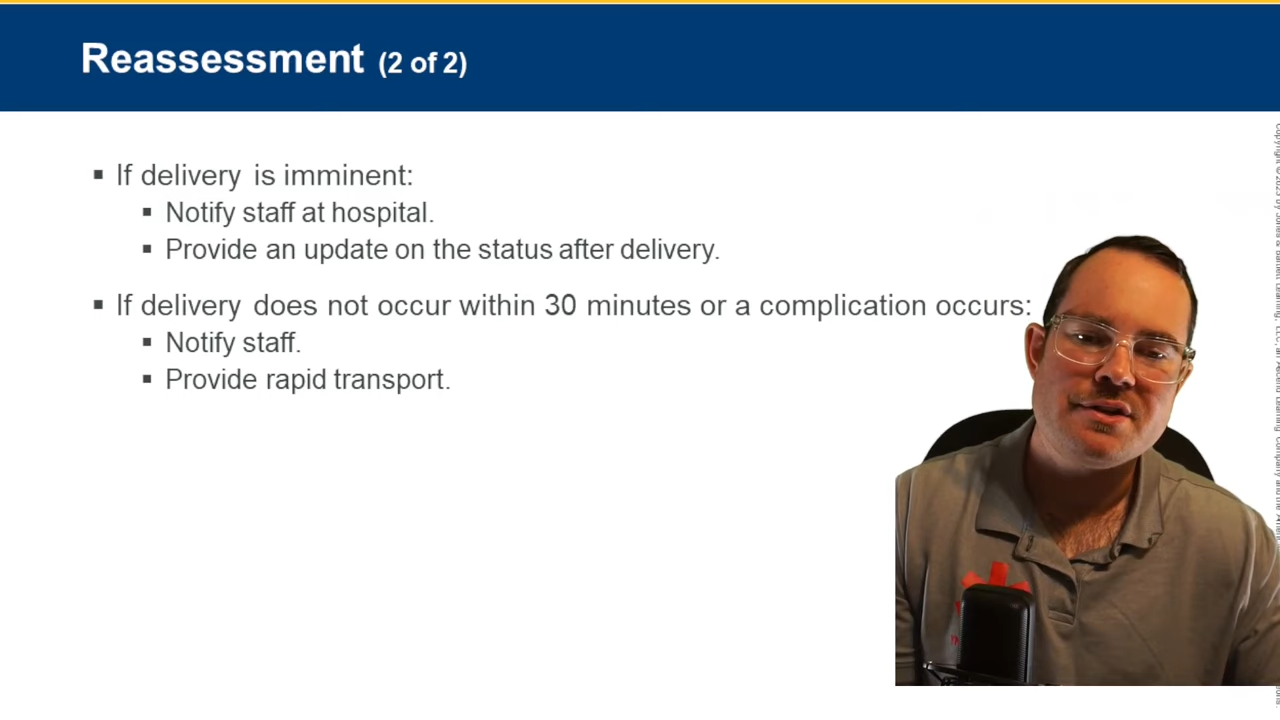 Reassessment (2 of 2)
▪ If delivery is imminent:
▪ Notify staff at hospital.
▪ Provide an update on the status after delivery.
▪ If delivery does not occur within 30 minutes or a complication occurs:
▪ Notify staff.
▪ Provide rapid transport.